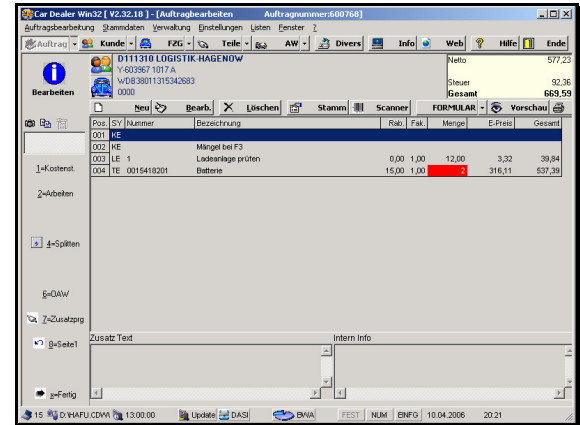 Car Dealer Win32 [ V2.32.18 ] - [Auftragbearbeiten Auftragnummer:600768]
Auftragsbearbeitung Stammdaten Verwaltung Einstellungen Listen Fenster ?
Auftrag Kunde FZG Teile AW Divers Info Web Hilfe Ende
Bearbeiten
D111310 LOGISTIK-HAGENOW
Y-603967 1017 A
WDB38011315342683
0000
Netto 577,23
Steuer 92,36
Gesamt 669,59
Neu Bearb. Löschen Stamm Scanner FORMULAR Vorschau
Pos. SY Nummer Bezeichnung Rab. Fak. Menge E-Preis Gesamt
001 KE
002 KE Mängel bei F3
003 LE 1 Ladeanlage prüfen 0,00 1,00 12,00 3,32 39,84
004 TE 0015418201 Batterie 15,00 1,00 2 316,11 537,39
1=Kostenst.
2=Arbeiten
4=Splitten
6=OAW
7=Zusatzprg
8=Seite1
x=Fertig
Zusatz Text Intern Info
15 D:\HAFU.CDW\ 13:00:00 Update DASI BWA FEST NUM EINFG 10.04.2006 20:21